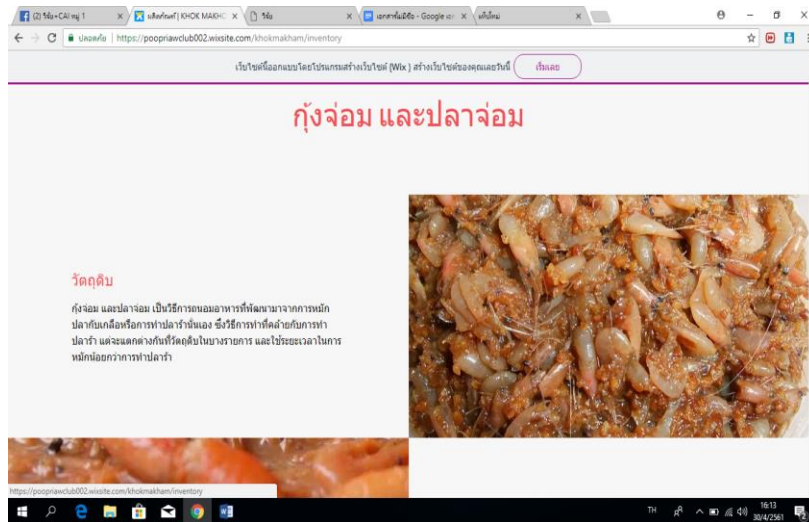 (2) วิจัย+CAI หมู่ 1
ผลิตภัณฑ์ | KHOK MAKHO
วิจัย
เอกสารไม่มีชื่อ - Google เอ
แท็บใหม่
ปลอดภัย | https://poopriawclub002.wixsite.com/khokmakham/inventory
เว็บไซต์นี้ออกแบบโดยโปรแกรมสร้างเว็บไซต์ (Wix ) สร้างเว็บไซต์ของคุณเลยวันนี้ เริ่มเลย
กุ้งจ่อม และปลาจ่อม
วัตถุดิบ
กุ้งจ่อม และปลาจ่อม เป็นวิธีการถนอมอาหารที่พัฒนามาจากการหมัก
ปลากับเกลือหรือการทำปลาร้านั่นเอง ซึ่งวิธีการทำที่คล้ายกับการทำ
ปลาร้า แต่จะแตกต่างกันที่วัตถุดิบในบางรายการ และใช้ระยะเวลาในการ
หมักน้อยกว่าการทำปลาร้า
https://poopriawclub002.wixsite.com/khokmakham/inventory
TH
16:13
30/4/2561